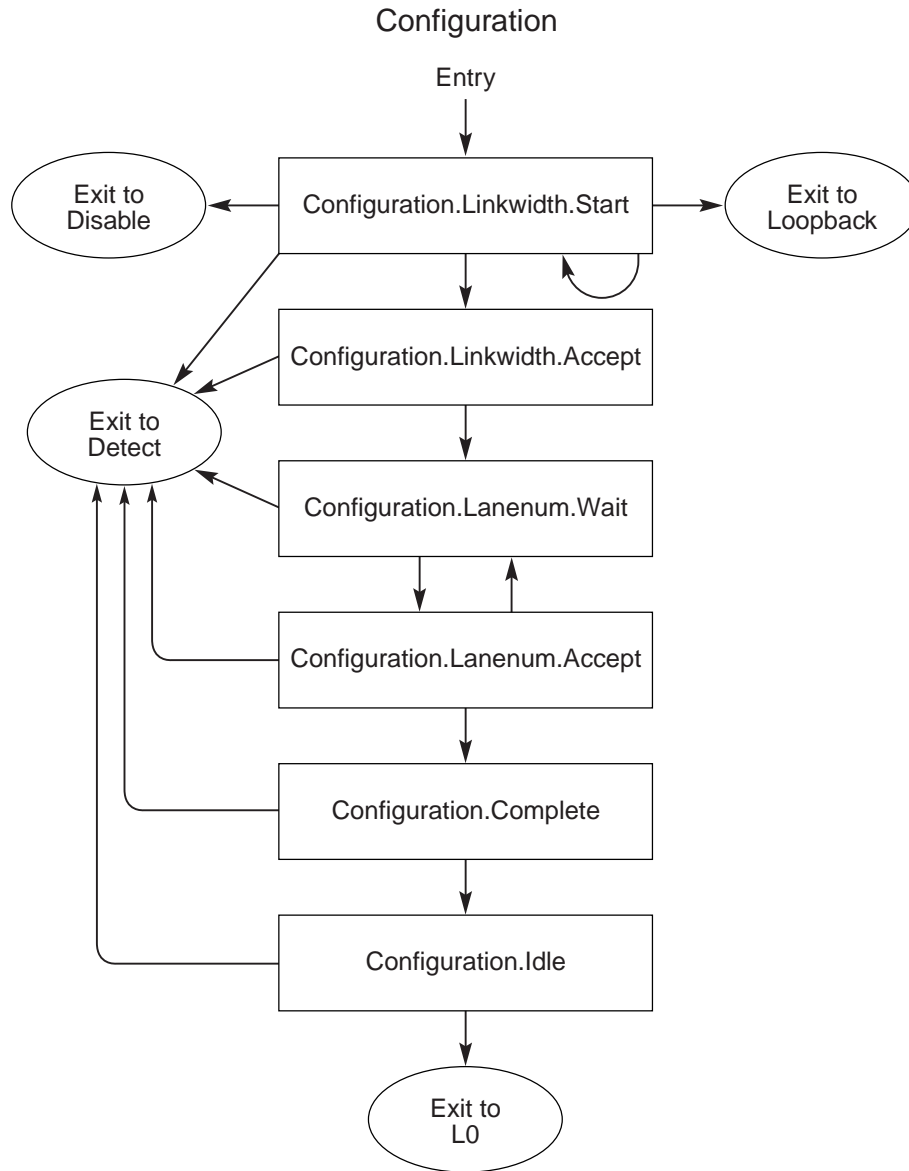 Configuration
Entry
Exit to
Disable
Configuration.Linkwidth.Start
Exit to
Loopback
Configuration.Linkwidth.Accept
Exit to
Detect
Configuration.Lanenum.Wait
Configuration.Lanenum.Accept
Configuration.Complete
Configuration.Idle
Exit to
L0